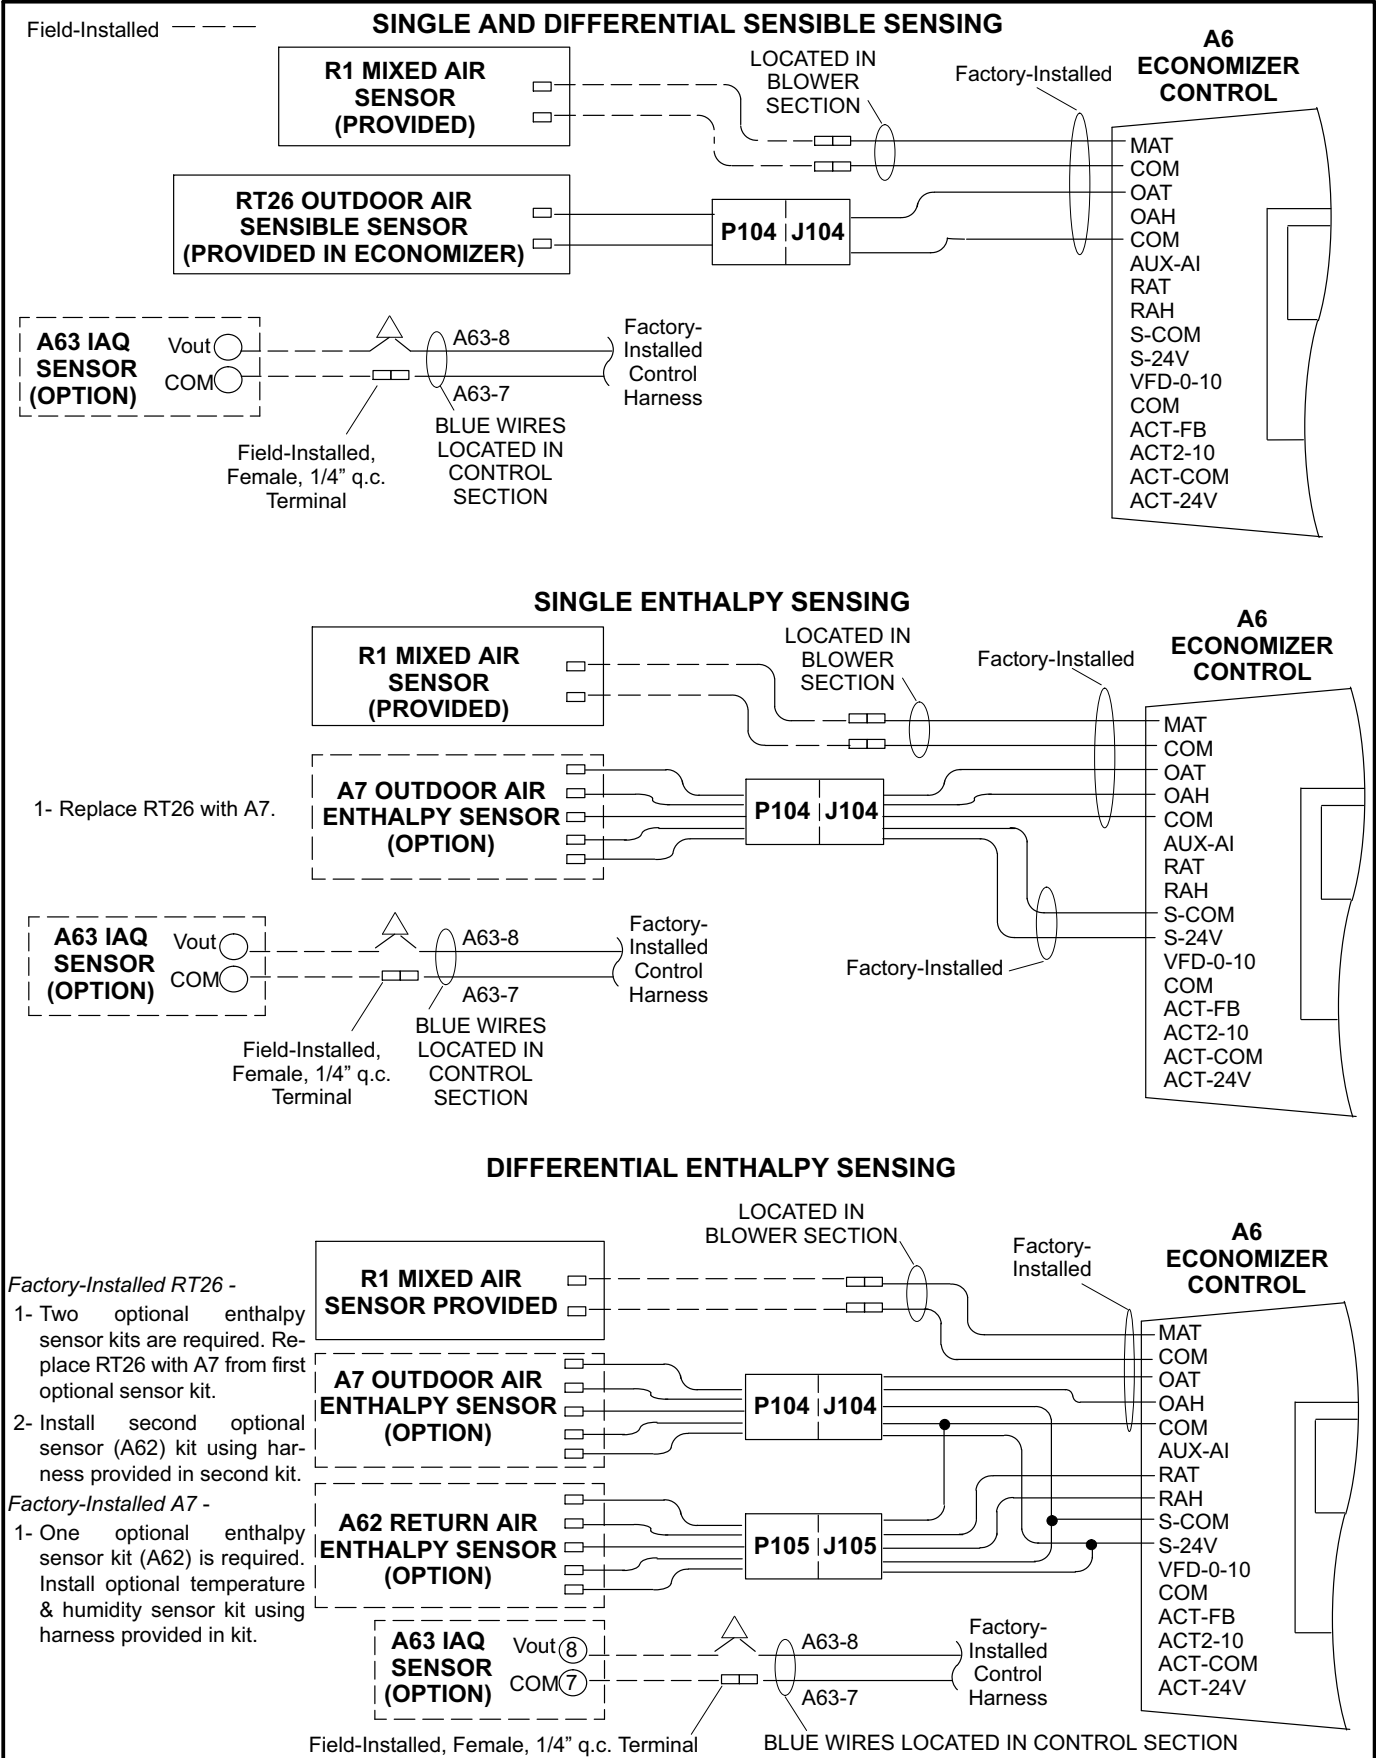 Field-Installed
SINGLE AND DIFFERENTIAL SENSIBLE SENSING
R1 MIXED AIR
SENSOR
(PROVIDED)
LOCATED IN
BLOWER
SECTION
Factory-Installed
A6
ECONOMIZER
CONTROL
RT26 OUTDOOR AIR
SENSIBLE SENSOR
(PROVIDED IN ECONOMIZER)
P104 J104
MAT
COM
OAT
OAH
COM
AUX-AI
RAT
RAH
S-COM
S-24V
VFD-0-10
COM
ACT-FB
ACT2-10
ACT-COM
ACT-24V
A63 IAQ
SENSOR
(OPTION)
Vout
COM
A63-8
A63-7
Factory-
Installed
Control
Harness
Field-Installed,
Female, 1/4” q.c.
Terminal
BLUE WIRES
LOCATED IN
CONTROL
SECTION
SINGLE ENTHALPY SENSING
R1 MIXED AIR
SENSOR
(PROVIDED)
LOCATED IN
BLOWER
SECTION
Factory-Installed
A6
ECONOMIZER
CONTROL
1- Replace RT26 with A7.
A7 OUTDOOR AIR
ENTHALPY SENSOR
(OPTION)
P104 J104
MAT
COM
OAT
OAH
COM
AUX-AI
RAT
RAH
S-COM
S-24V
VFD-0-10
COM
ACT-FB
ACT2-10
ACT-COM
ACT-24V
Factory-Installed
A63 IAQ
SENSOR
(OPTION)
Vout
COM
A63-8
A63-7
Factory-
Installed
Control
Harness
Field-Installed,
Female, 1/4” q.c.
Terminal
BLUE WIRES
LOCATED IN
CONTROL
SECTION
DIFFERENTIAL ENTHALPY SENSING
Factory-Installed RT26 -
1- Two optional enthalpy
sensor kits are required. Re-
place RT26 with A7 from first
optional sensor kit.
2- Install second optional
sensor (A62) kit using har-
ness provided in second kit.
Factory-Installed A7 -
1- One optional enthalpy
sensor kit (A62) is required.
Install optional temperature
& humidity sensor kit using
harness provided in kit.
R1 MIXED AIR
SENSOR PROVIDED
LOCATED IN
BLOWER SECTION
Factory-
Installed
A6
ECONOMIZER
CONTROL
A7 OUTDOOR AIR
ENTHALPY SENSOR
(OPTION)
P104 J104
A62 RETURN AIR
ENTHALPY SENSOR
(OPTION)
P105 J105
MAT
COM
OAT
OAH
COM
AUX-AI
RAT
RAH
S-COM
S-24V
VFD-0-10
COM
ACT-FB
ACT2-10
ACT-COM
ACT-24V
A63 IAQ
SENSOR
(OPTION)
Vout 8
COM 7
A63-8
A63-7
Factory-
Installed
Control
Harness
Field-Installed, Female, 1/4” q.c. Terminal
BLUE WIRES LOCATED IN CONTROL SECTION